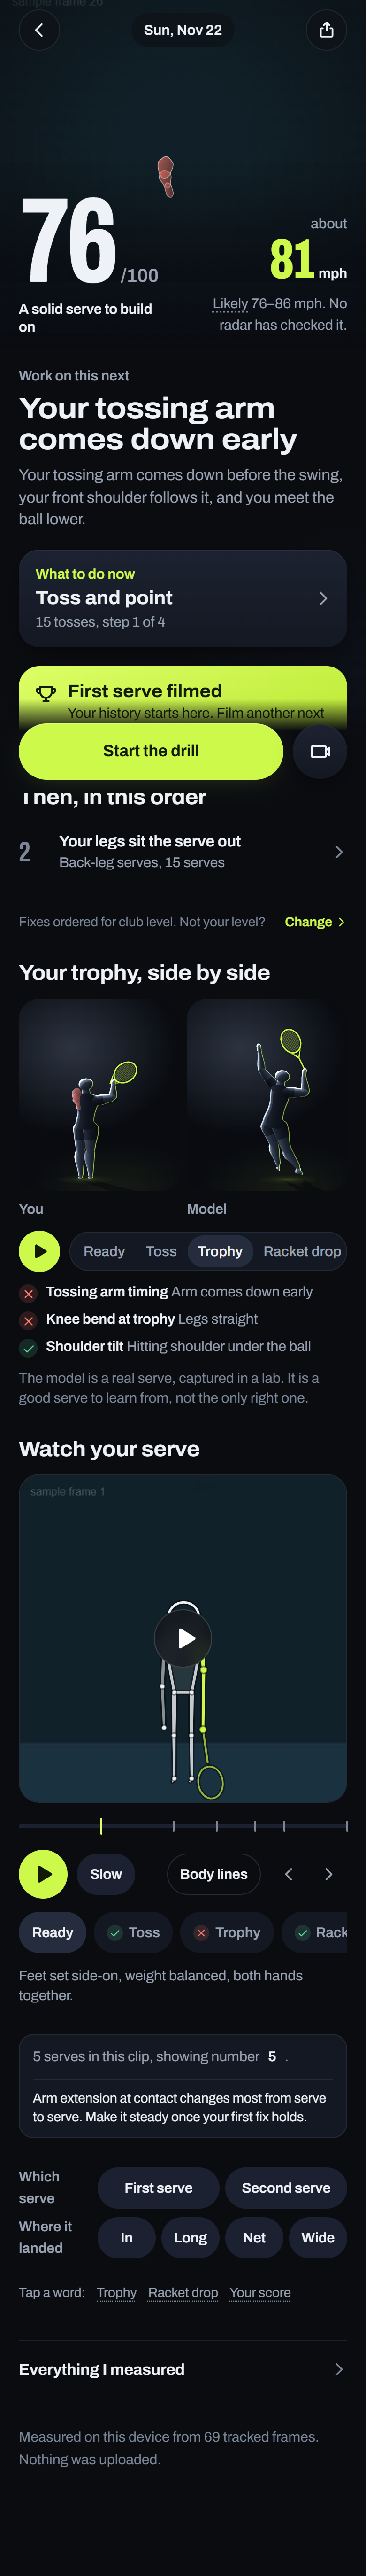 sample frame 26
Sun, Nov 22
76 /100
A solid serve to build
on
about
81 mph
Likely 76–86 mph. No
radar has checked it.
Work on this next
Your tossing arm
comes down early
Your tossing arm comes down before the swing,
your front shoulder follows it, and you meet the
ball lower.
What to do now
Toss and point
15 tosses, step 1 of 4
First serve filmed
Your history starts here. Film another next
Start the drill
Then, in this order
2
Your legs sit the serve out
Back-leg serves, 15 serves
Fixes ordered for club level. Not your level? Change
Your trophy, side by side
You
Model
Ready Toss Trophy Racket drop
Tossing arm timing Arm comes down early
Knee bend at trophy Legs straight
Shoulder tilt Hitting shoulder under the ball
The model is a real serve, captured in a lab. It is a
good serve to learn from, not the only right one.
Watch your serve
sample frame 1
Slow Body lines
Ready Toss Trophy Rack
Feet set side-on, weight balanced, both hands
together.
5 serves in this clip, showing number 5 .
Arm extension at contact changes most from serve
to serve. Make it steady once your first fix holds.
Which
serve
First serve Second serve
Where it
landed
In Long Net Wide
Tap a word: Trophy Racket drop Your score
Everything I measured
Measured on this device from 69 tracked frames.
Nothing was uploaded.